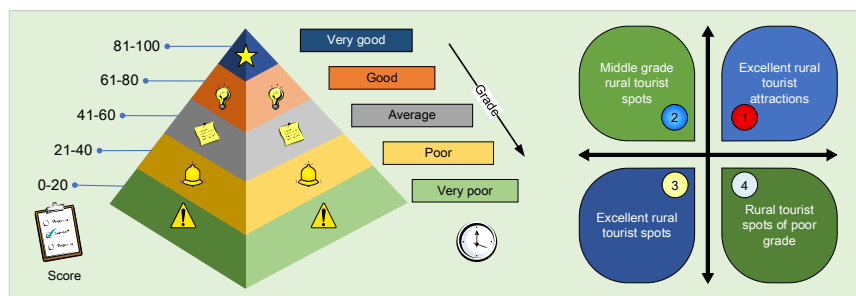 81-100
61-80
41-60
21-40
0-20
Score
Very good
Good
Average
Poor
Very poor
Grade
Middle grade
rural tourist
spots
2
Excellent rural
tourist
attractions
1
3
Excellent rural
tourist spots
4
Rural tourist
spots of poor
grade